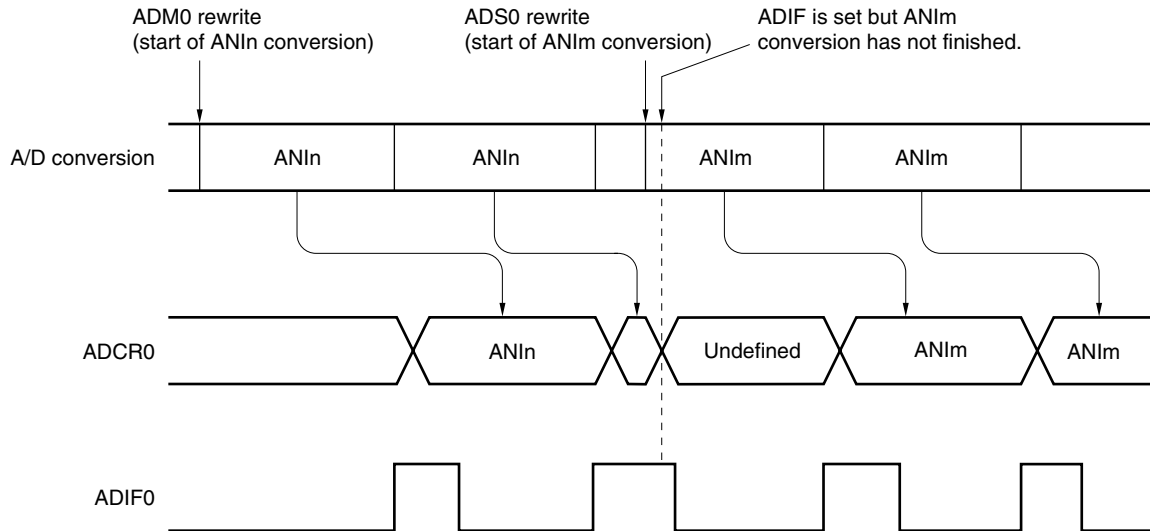 ADM0 rewrite
(start of ANIn conversion)
ADS0 rewrite
(start of ANIm conversion)
ADIF is set but ANIm
conversion has not finished.
A/D conversion
ANIn
ANIn
ANIm
ANIm
ADCR0
ANIn
Undefined
ANIm
ANIm
ADIF0